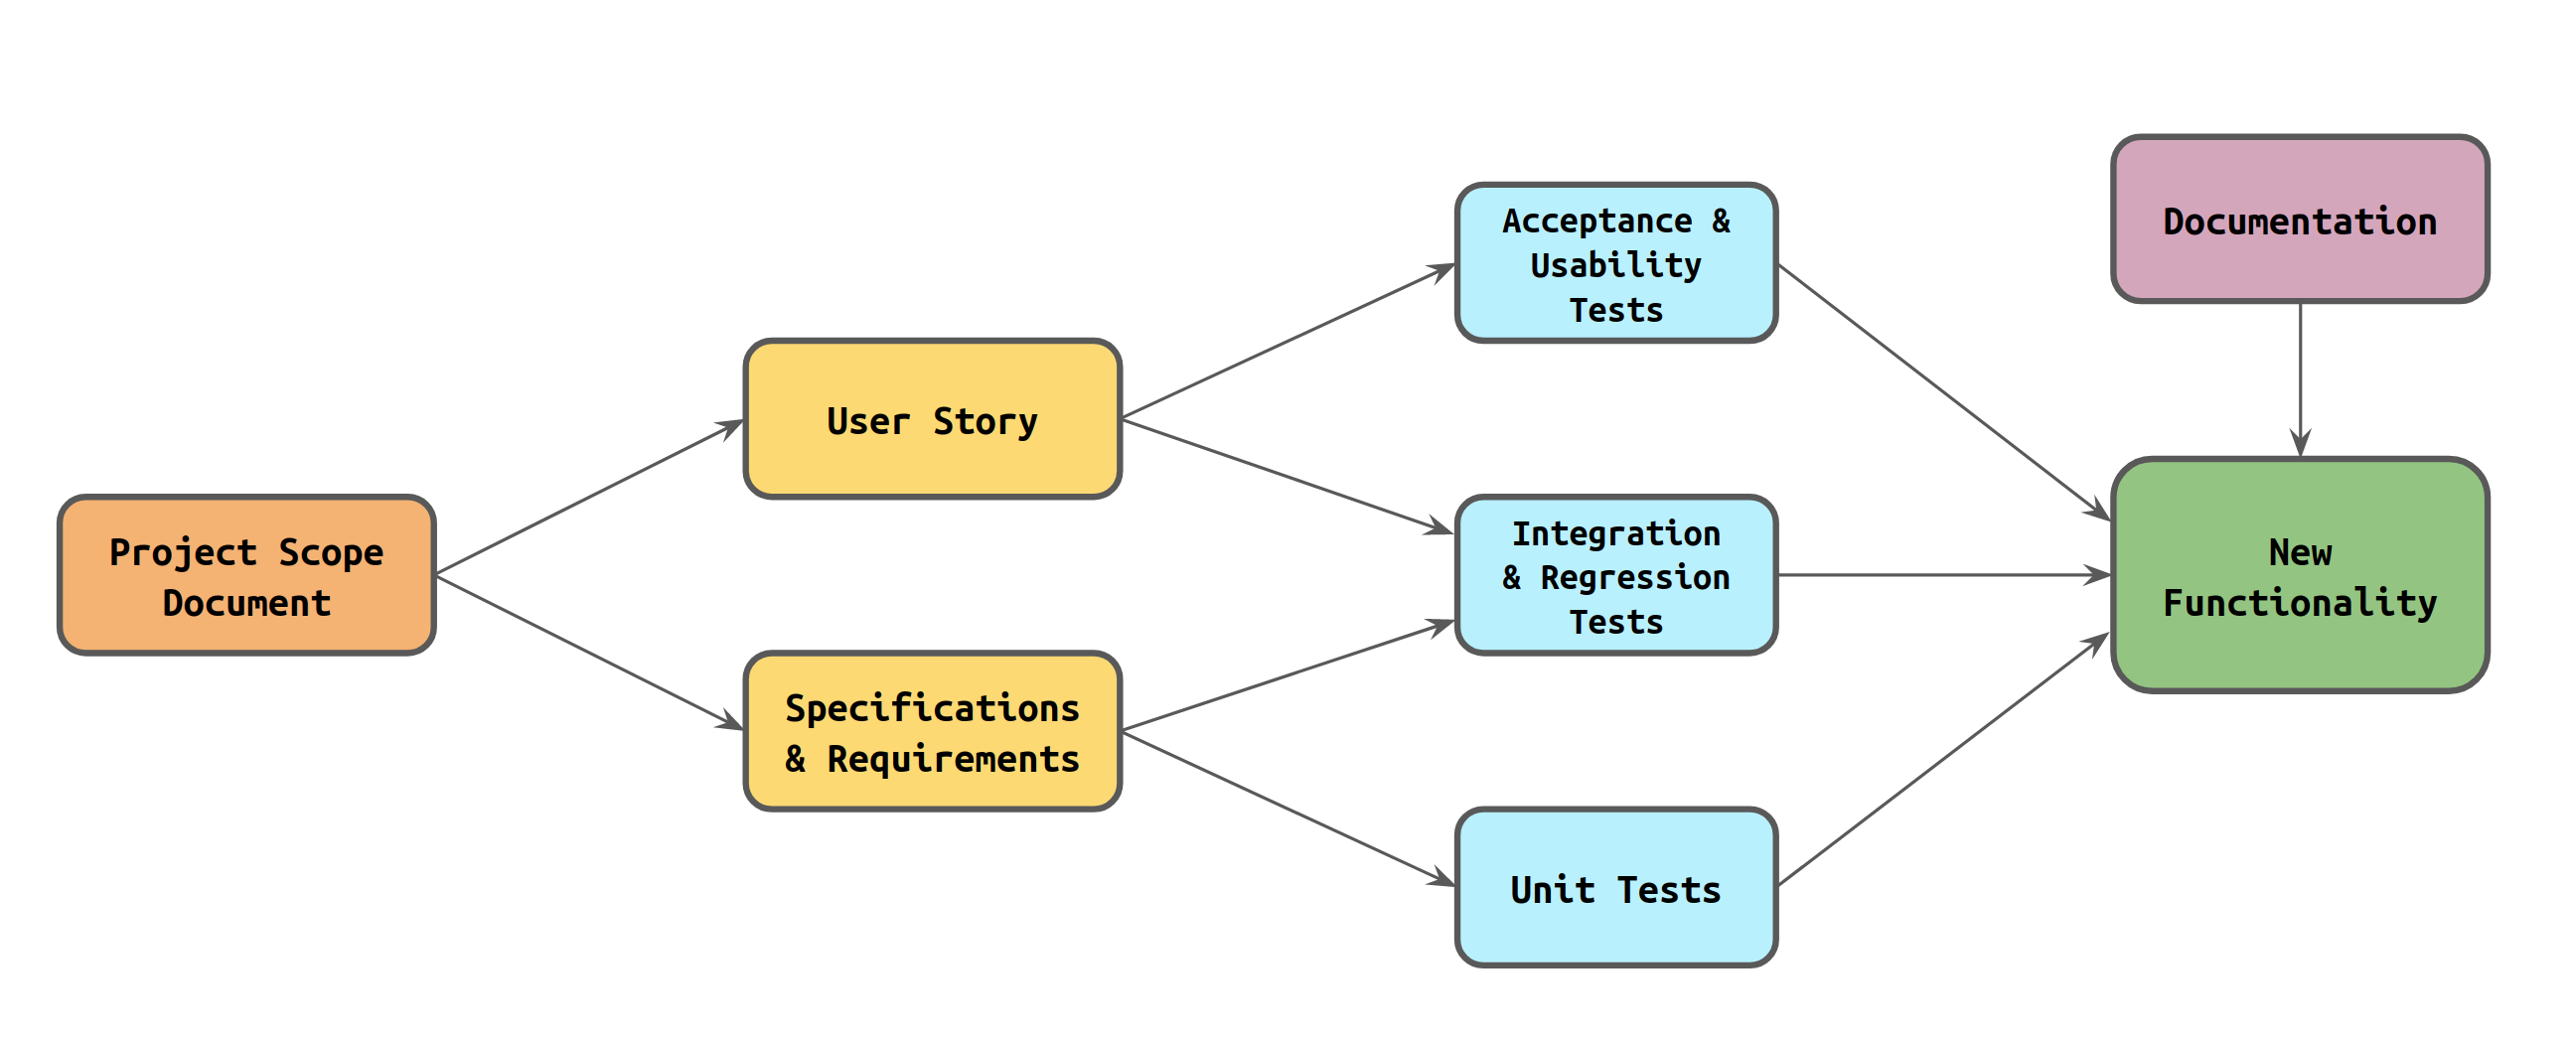 Project Scope
Document
User Story
Specifications
& Requirements
Acceptance &
Usability
Tests
Integration
& Regression
Tests
Unit Tests
Documentation
New
Functionality